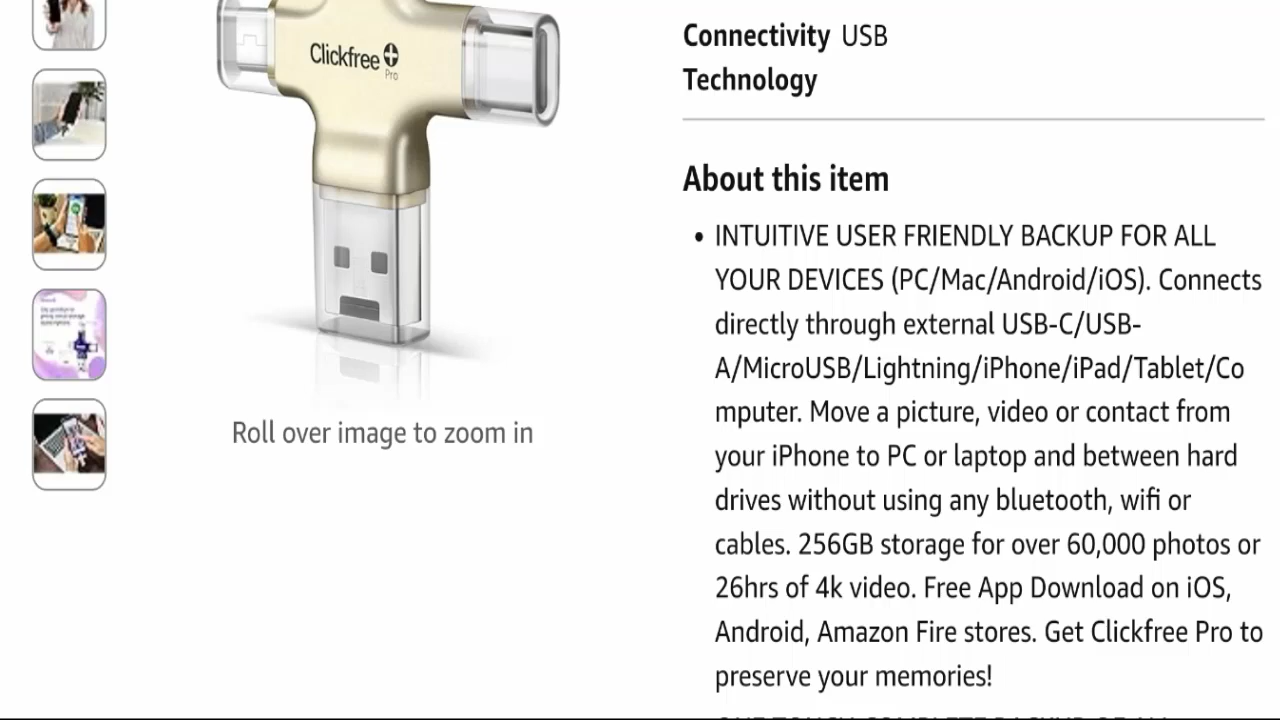 Clickfree
Pro
Roll over image to zoom in
Connectivity USB
Technology
About this item
• INTUITIVE USER FRIENDLY BACKUP FOR ALL
YOUR DEVICES (PC/Mac/Android/iOS). Connects
directly through external USB-C/USB-
A/MicroUSB/Lightning/iPhone/iPad/Tablet/Co
mputer. Move a picture, video or contact from
your iPhone to PC or laptop and between hard
drives without using any bluetooth, wifi or
cables. 256GB storage for over 60,000 photos or
26hrs of 4k video. Free App Download on iOS,
Android, Amazon Fire stores. Get Clickfree Pro to
preserve your memories!